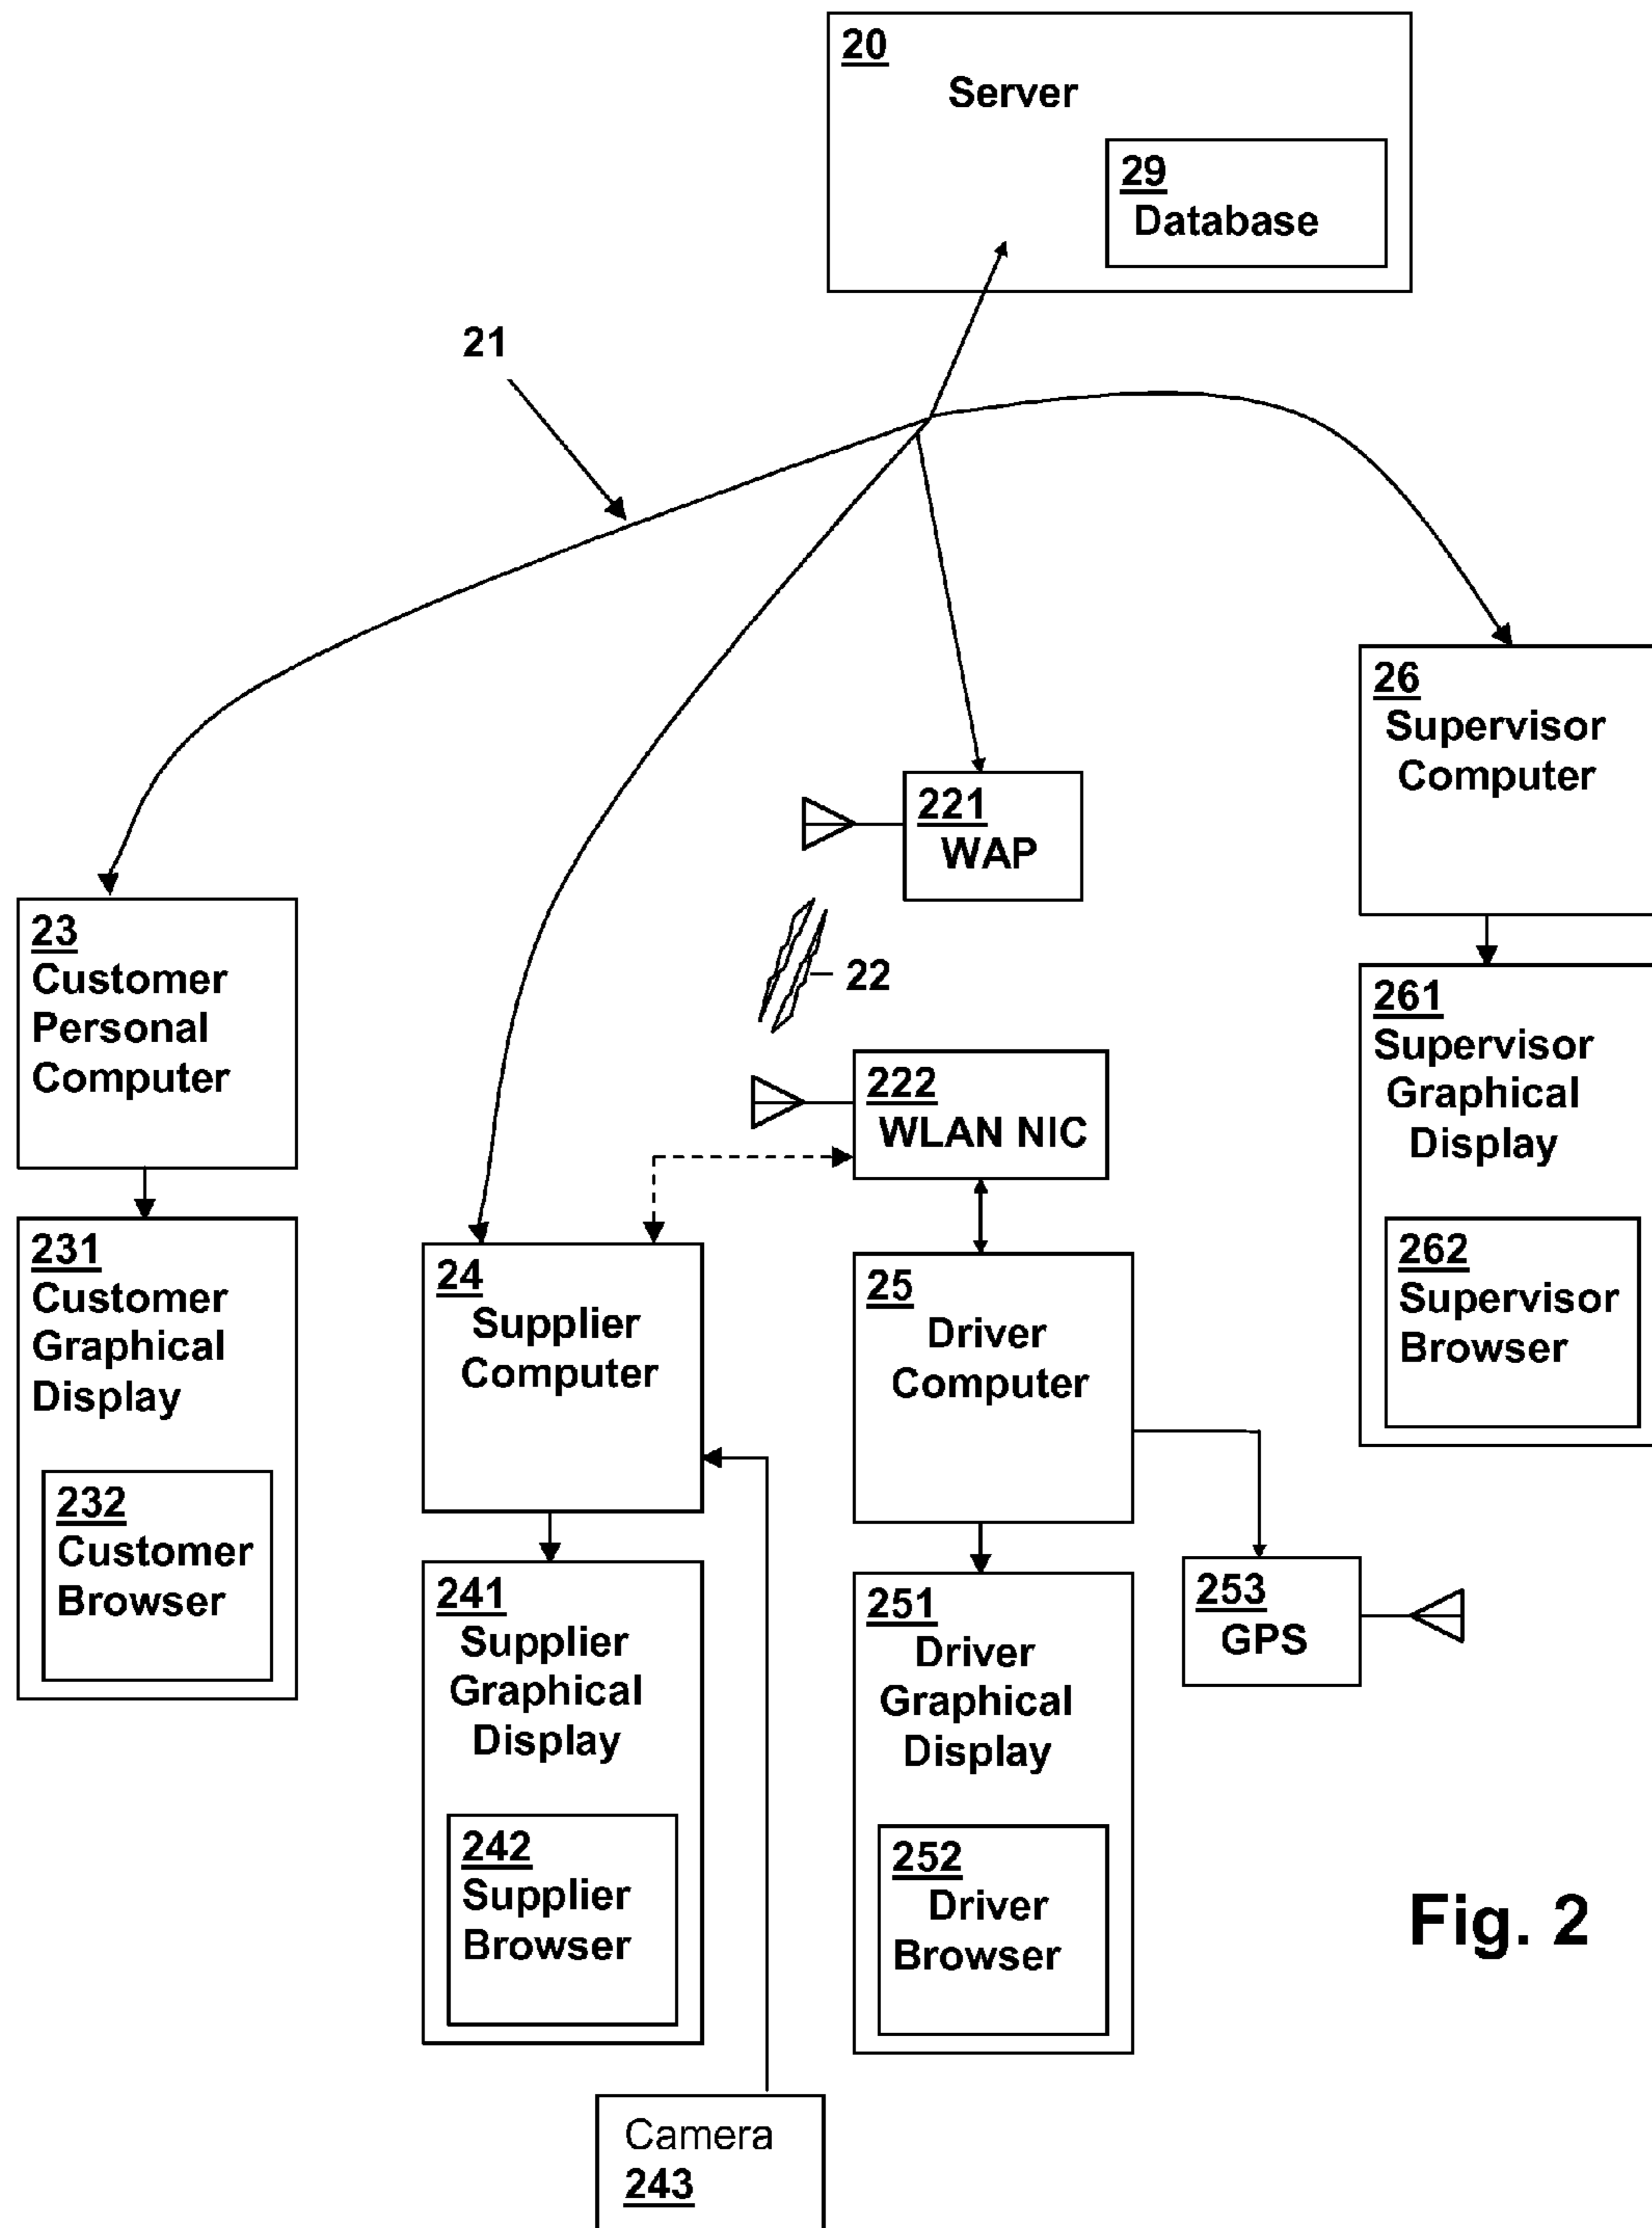 20
Server
29
Database
21
26
Supervisor
Computer
221
WAP
23
Customer
Personal
Computer
22
261
Supervisor
Graphical
Display
222
WLAN NIC
231
Customer
Graphical
Display
262
Supervisor
Browser
24
Supplier
Computer
25
Driver
Computer
232
Customer
Browser
241
Supplier
Graphical
Display
251
Driver
Graphical
Display
253
GPS
242
Supplier
Browser
252
Driver
Browser
Fig. 2
Camera
243